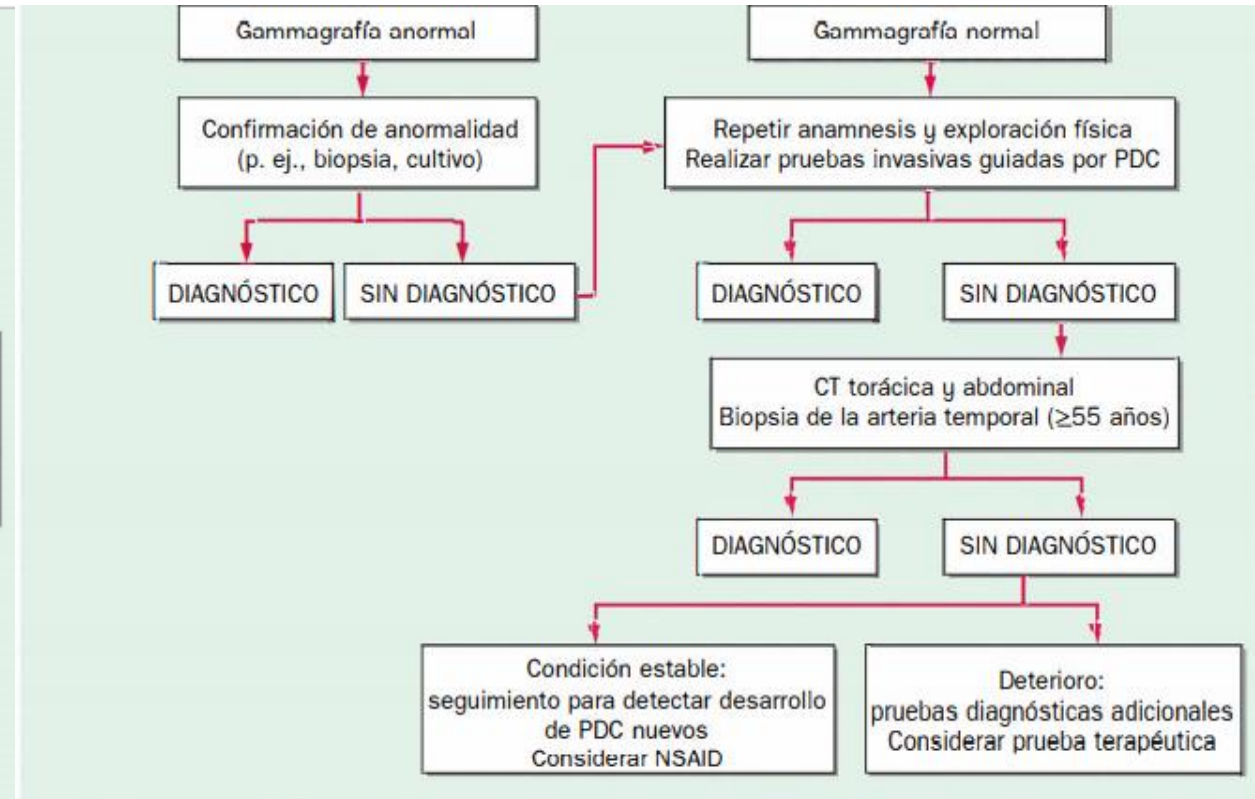 Gammagrafía anormal
Gammagrafía normal
Confirmación de anormalidad
(p. ej., biopsia, cultivo)
Repetir anamnesis y exploración física
Realizar pruebas invasivas guiadas por PDC
DIAGNÓSTICO
SIN DIAGNÓSTICO
DIAGNÓSTICO
SIN DIAGNÓSTICO
CT torácica y abdominal
Biopsia de la arteria temporal (≥55 años)
DIAGNÓSTICO
SIN DIAGNÓSTICO
Condición estable:
seguimiento para detectar desarrollo
de PDC nuevos
Considerar NSAID
Deterioro:
pruebas diagnósticas adicionales
Considerar prueba terapéutica